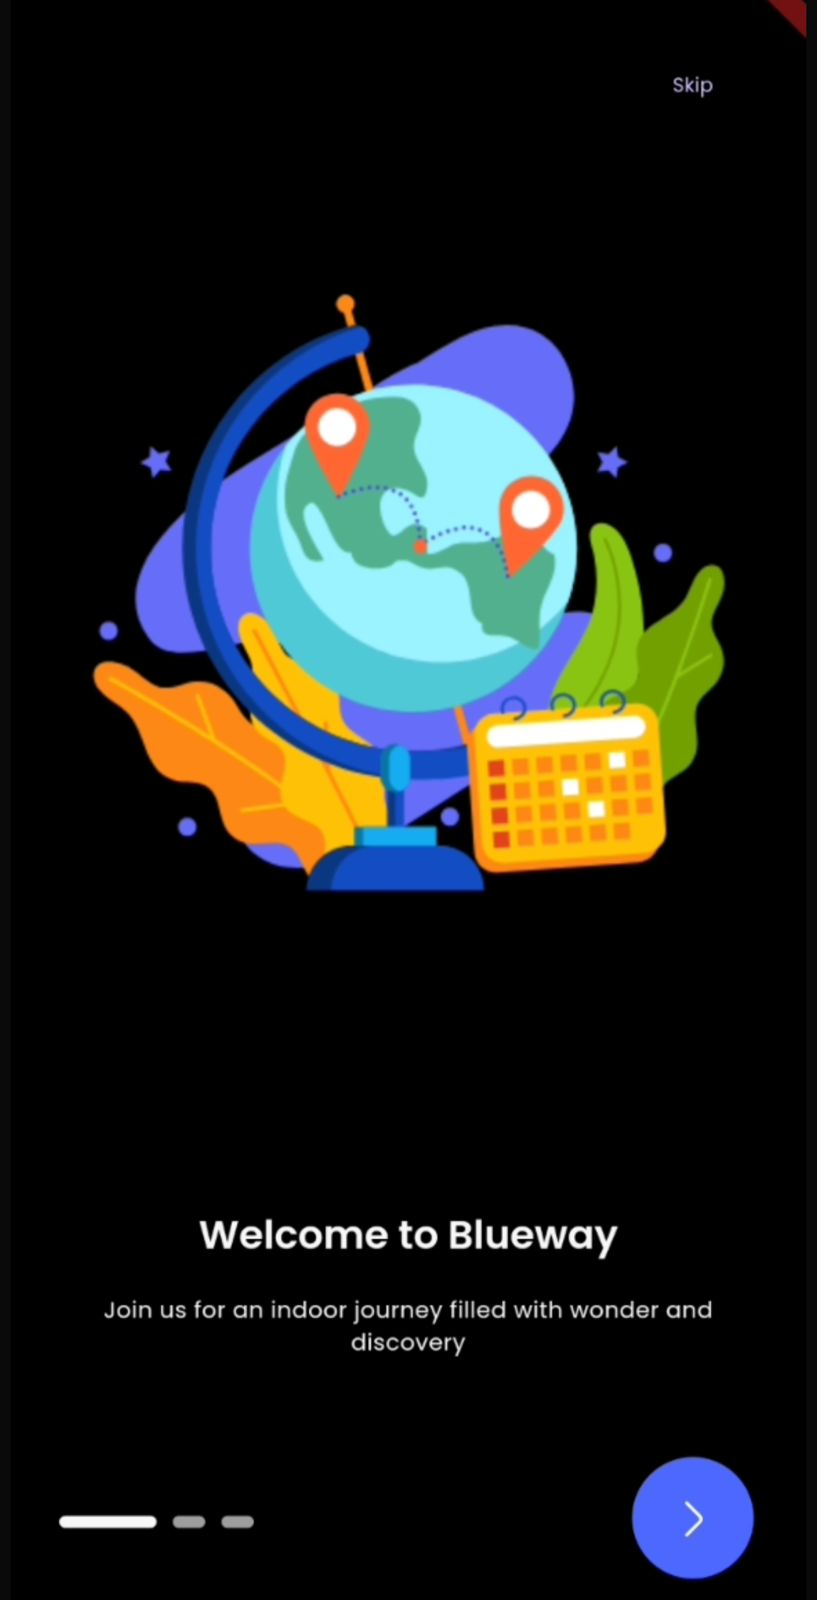 Skip
Welcome to Blueway
Join us for an indoor journey filled with wonder and
discovery